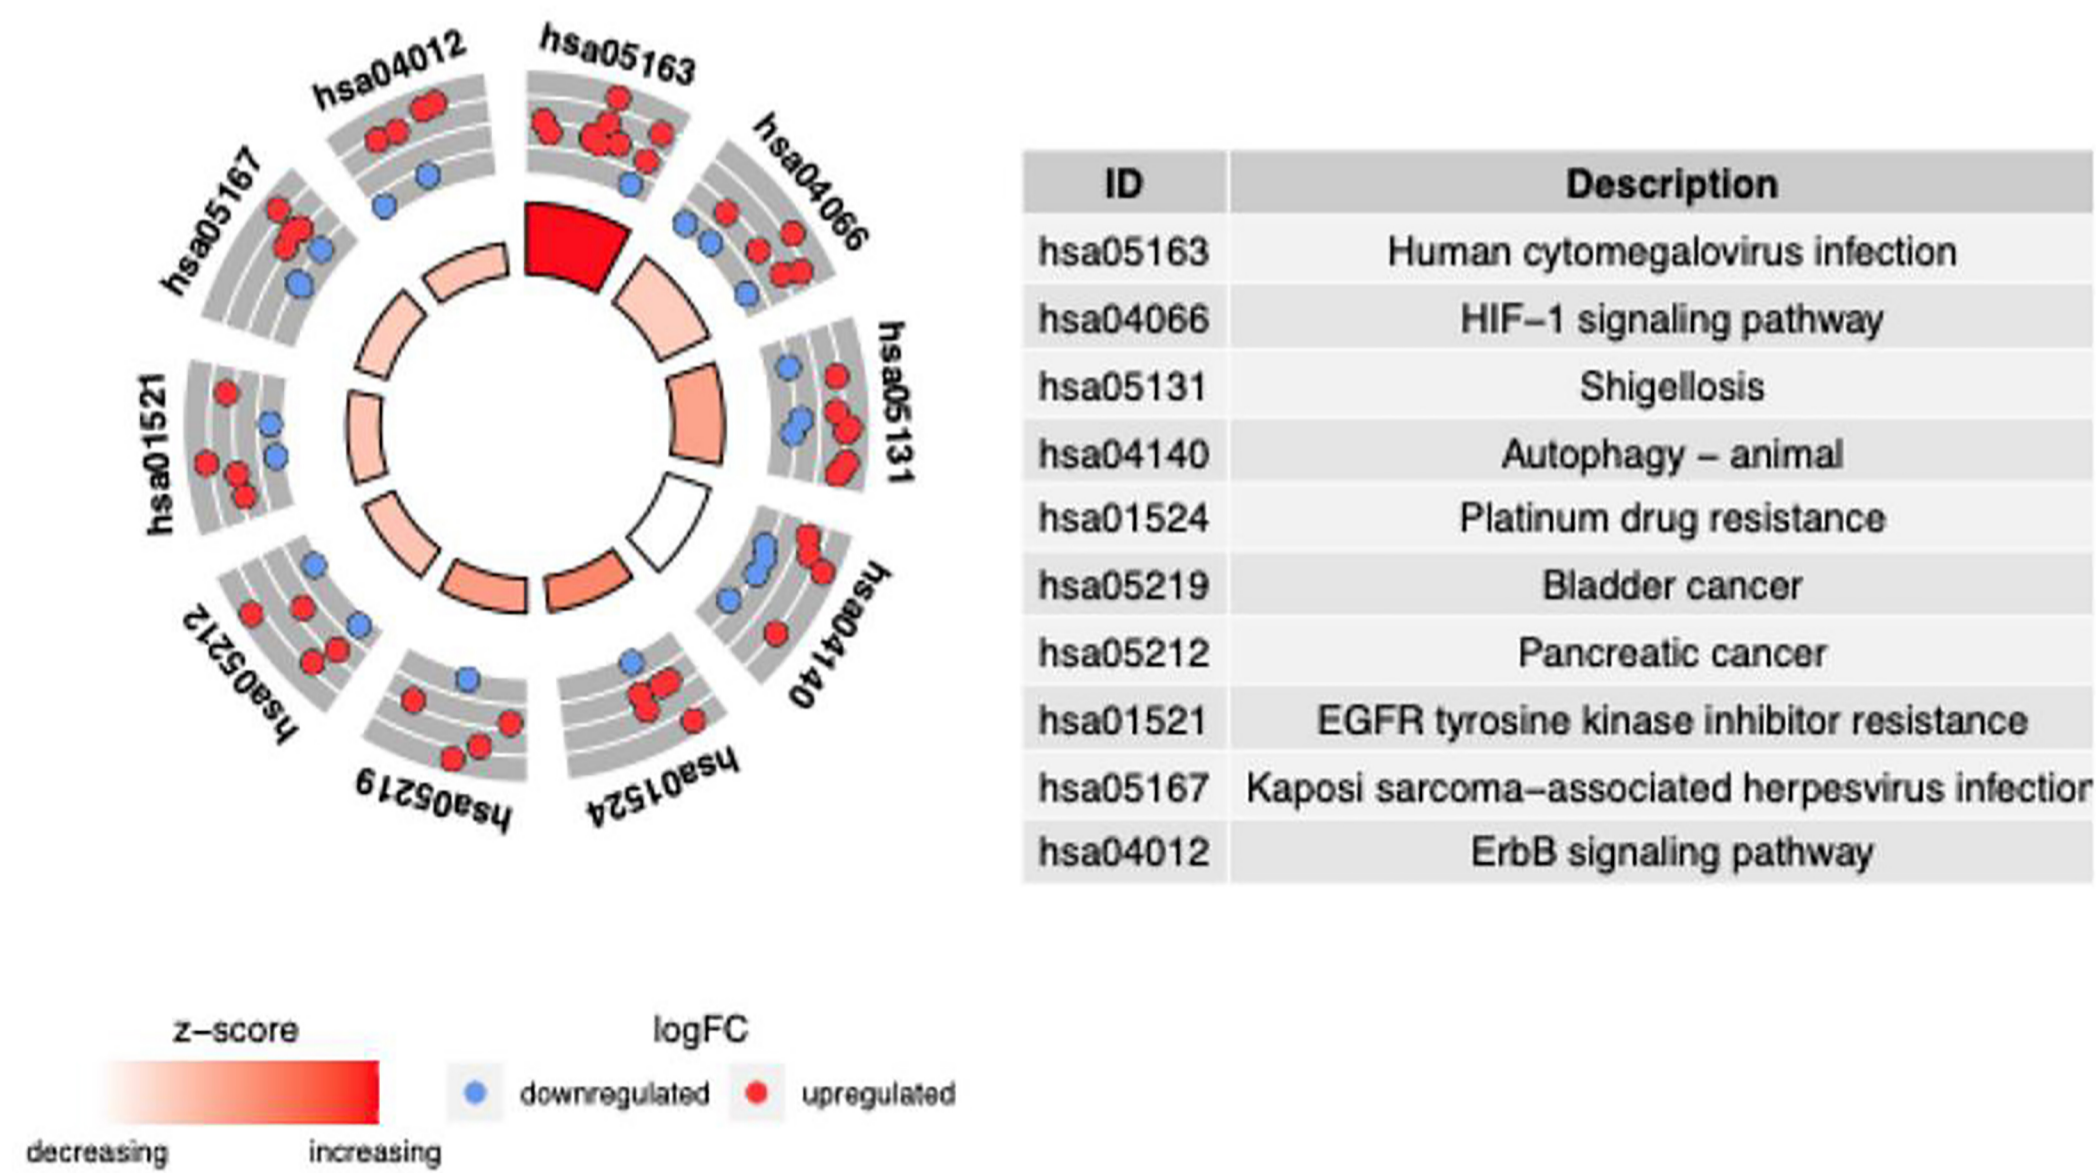 hsa05163
hsa04066
hsa05131
hsa04140
hsa01524
hsa05219
hsa05212
hsa01521
hsa05167
hsa04012
ID Description
hsa05163 Human cytomegalovirus infection
hsa04066 HIF−1 signaling pathway
hsa05131 Shigellosis
hsa04140 Autophagy − animal
hsa01524 Platinum drug resistance
hsa05219 Bladder cancer
hsa05212 Pancreatic cancer
hsa01521 EGFR tyrosine kinase inhibitor resistance
hsa05167 Kaposi sarcoma−associated herpesvirus infection
hsa04012 ErbB signaling pathway
z−score
decreasing increasing
logFC
downregulated upregulated